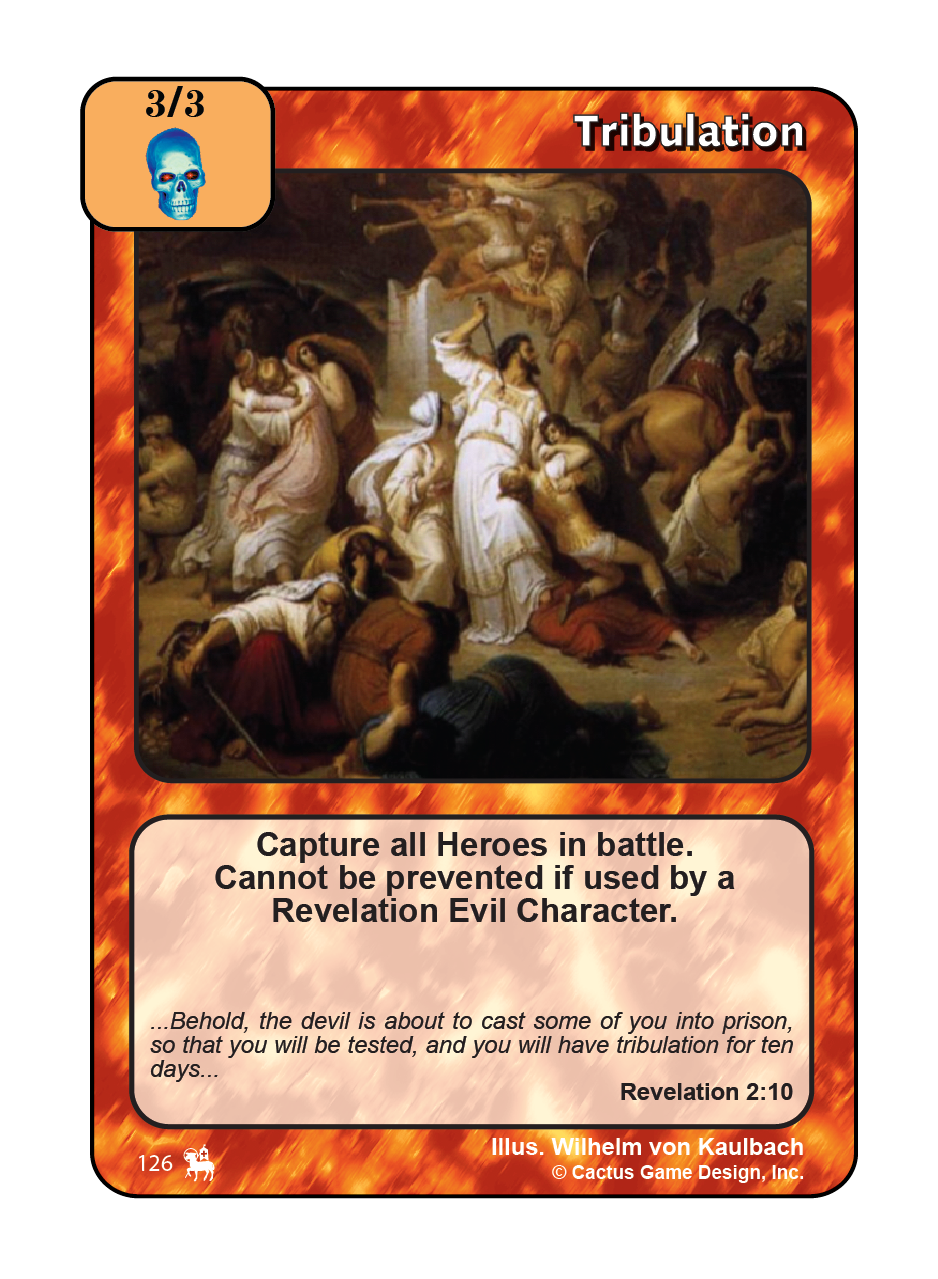 3/3
Tribulation
Capture all Heroes in battle.
Cannot be prevented if used by a
Revelation Evil Character.
...Behold, the devil is about to cast some of you into prison,
so that you will be tested, and you will have tribulation for ten
days...
Revelation 2:10
Illus. Wilhelm von Kaulbach
126
© Cactus Game Design, Inc.